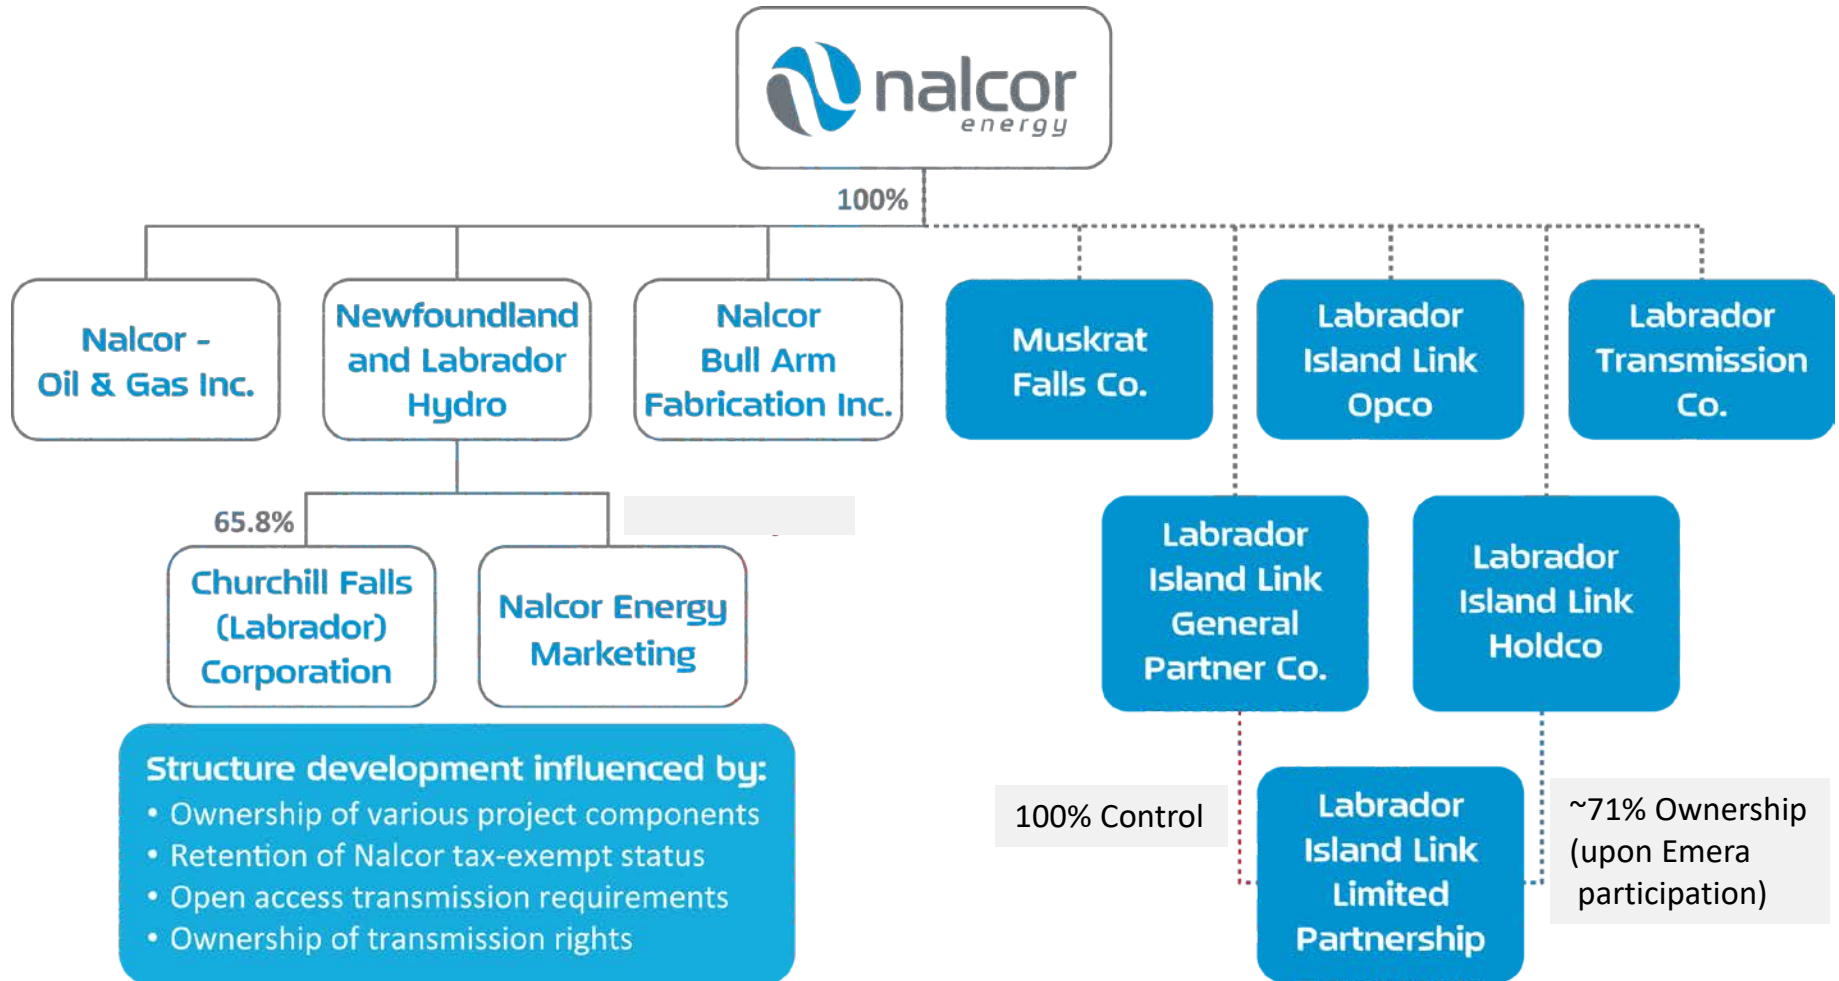 nalcor
energy
100%
Nalcor -
Oil & Gas Inc.
Newfoundland
and Labrador
Hydro
Nalcor
Bull Arm
Fabrication Inc.
Muskrat
Falls Co.
Labrador
Island Link
Opco
Labrador
Transmission
Co.
65.8%
Churchill Falls
(Labrador)
Corporation
Nalcor Energy
Marketing
Labrador
Island Link
General
Partner Co.
Labrador
Island Link
Holdco
Structure development influenced by:
• Ownership of various project components
• Retention of Nalcor tax-exempt status
• Open access transmission requirements
• Ownership of transmission rights
100% Control
Labrador
Island Link
Limited
Partnership
~71% Ownership
(upon Emera
participation)